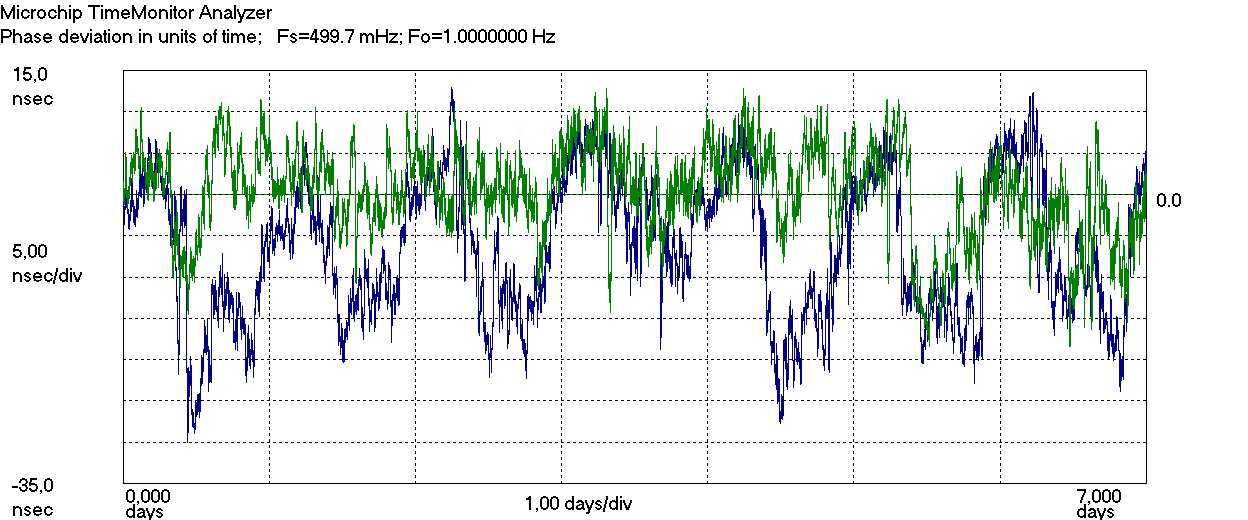 Microchip TimeMonitor Analyzer
Phase deviation in units of time;   Fs=499.7 mHz; Fo=1.0000000 Hz
15,0
nsec
0.0
5,00
nsec/div
-35,0
nsec
0,000
days
1,00 days/div
7,000
days